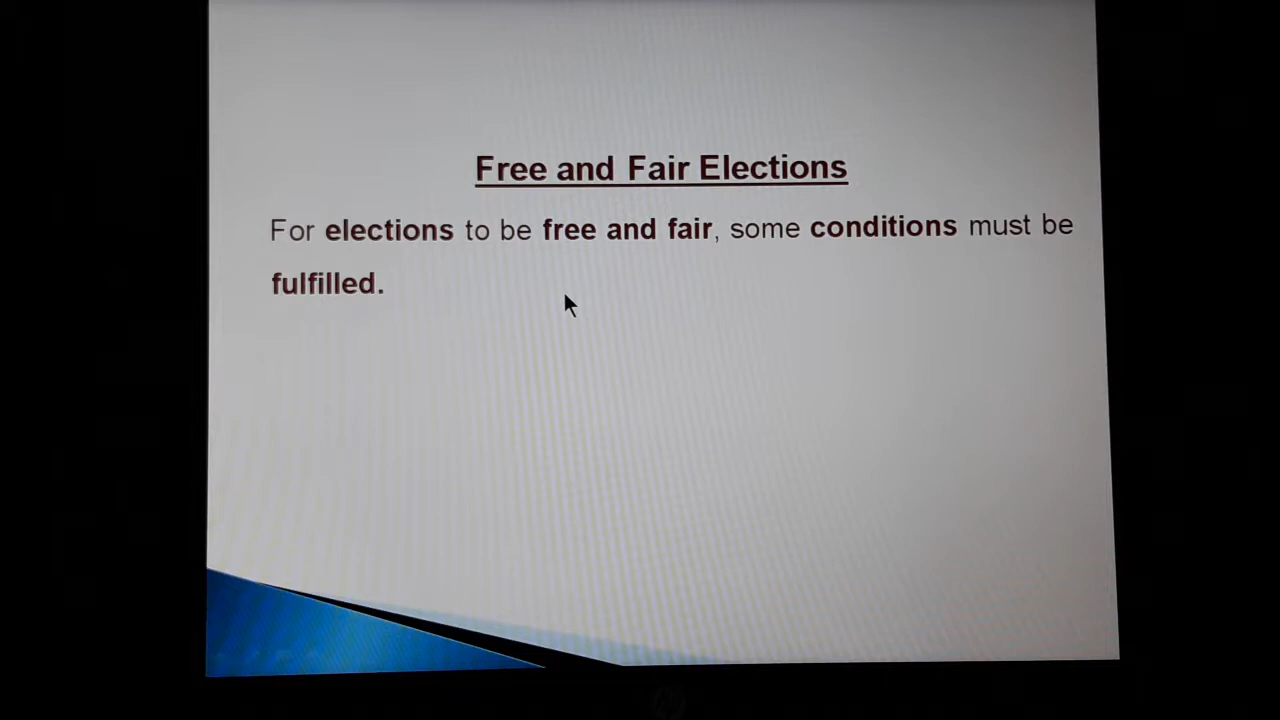 Free and Fair Elections
For elections to be free and fair, some conditions must be
fulfilled.